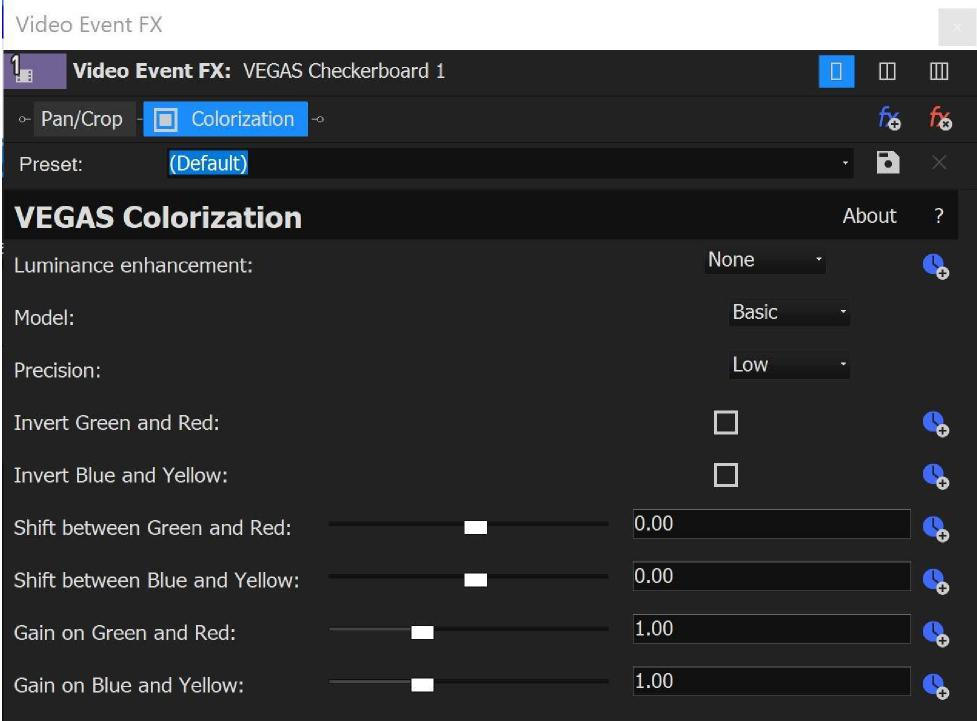 Video Event FX
1
Video Event FX: VEGAS Checkerboard 1
Pan/Crop Colorization fx fx
Preset: (Default)
VEGAS Colorization About ?
Luminance enhancement: None
Model: Basic
Precision: Low
Invert Green and Red:
Invert Blue and Yellow:
Shift between Green and Red: 0.00
Shift between Blue and Yellow: 0.00
Gain on Green and Red: 1.00
Gain on Blue and Yellow: 1.00